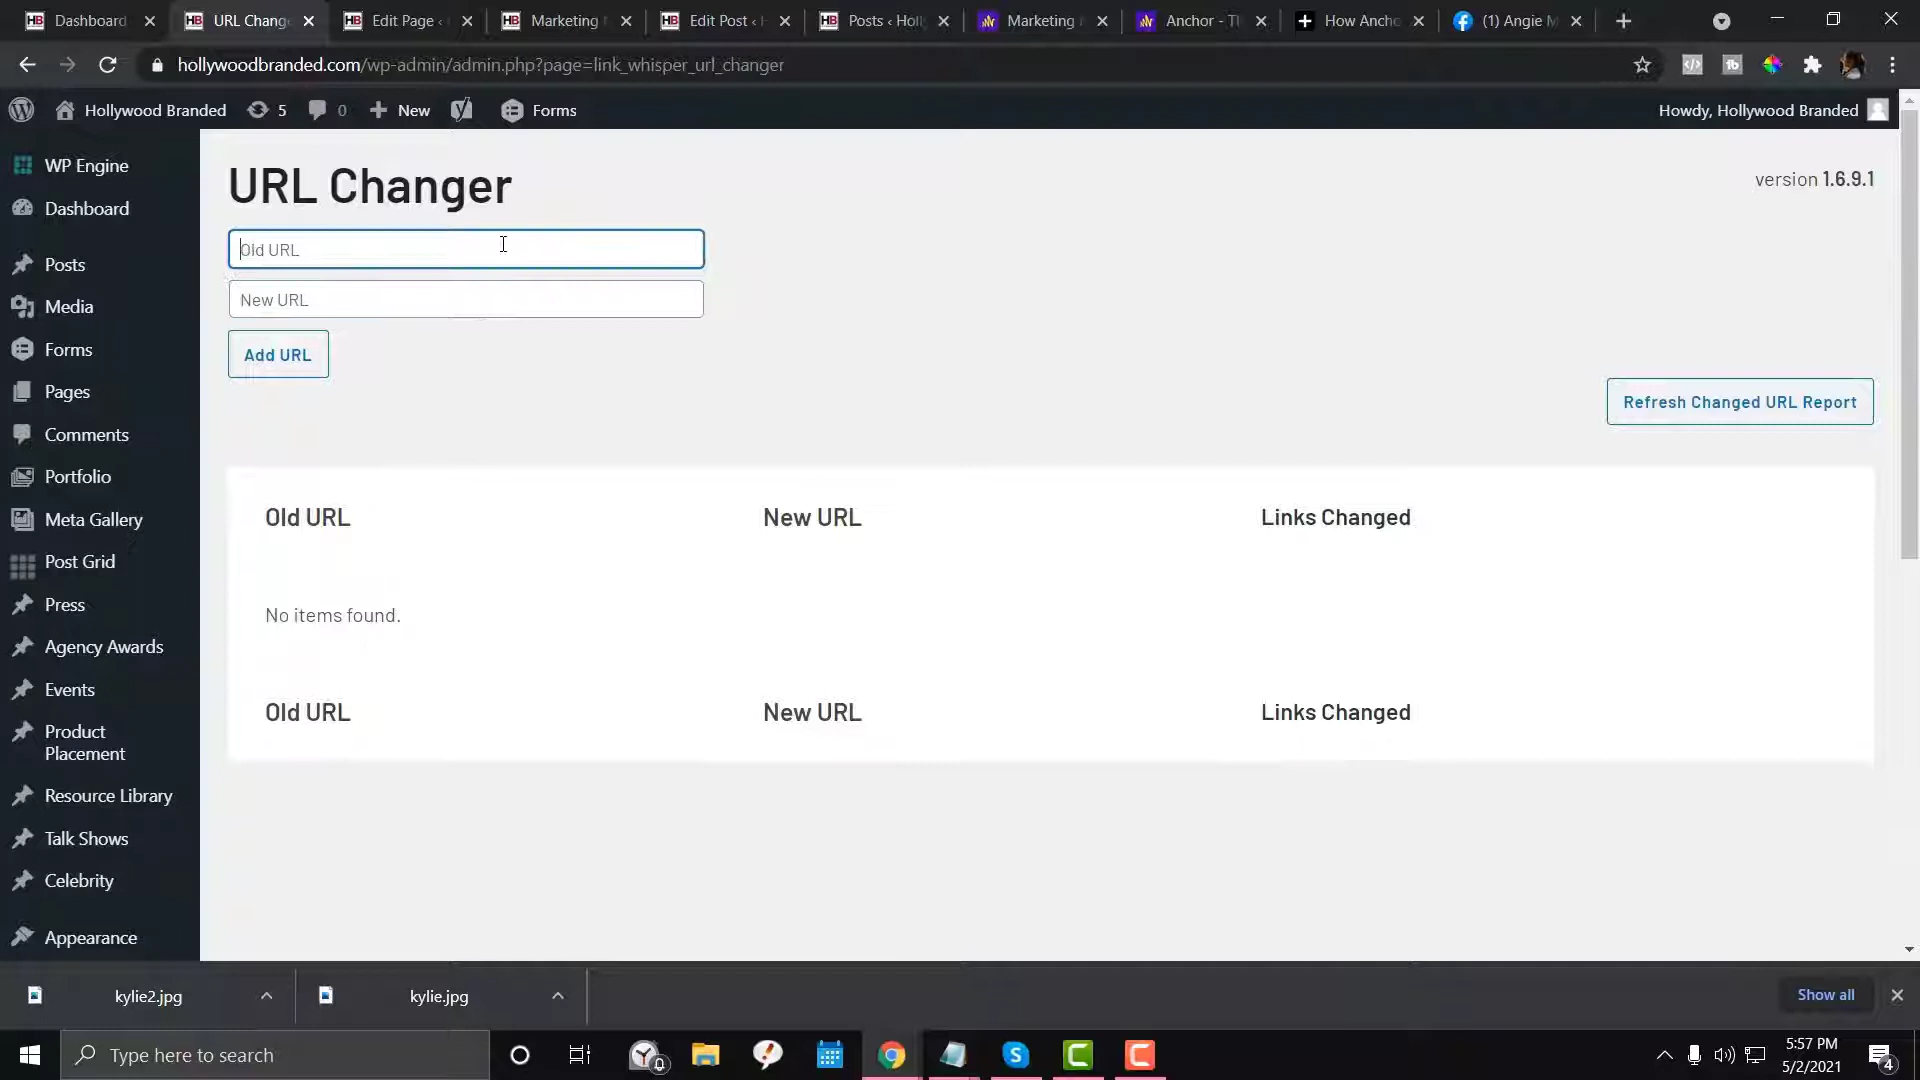 Dashboard
URL Chang
Edit Page ‹
Marketing
Edit Post ‹ H
Posts ‹ Holl
Marketing
Anchor - Th
How Ancho
(1) Angie M
hollywoodbranded.com/wp-admin/admin.php?page=link_whisper_url_changer
Hollywood Branded
5
0
New
Forms
Howdy, Hollywood Branded
WP Engine
Dashboard
Posts
Media
Forms
Pages
Comments
Portfolio
Meta Gallery
Post Grid
Press
Agency Awards
Events
Product
Placement
Resource Library
Talk Shows
Celebrity
Appearance
URL Changer
version 1.6.9.1
Old URL
New URL
Add URL
Refresh Changed URL Report
Old URL New URL Links Changed
No items found.
Old URL New URL Links Changed
kylie2.jpg
kylie.jpg
Show all
Type here to search
5:57 PM
5/2/2021
4